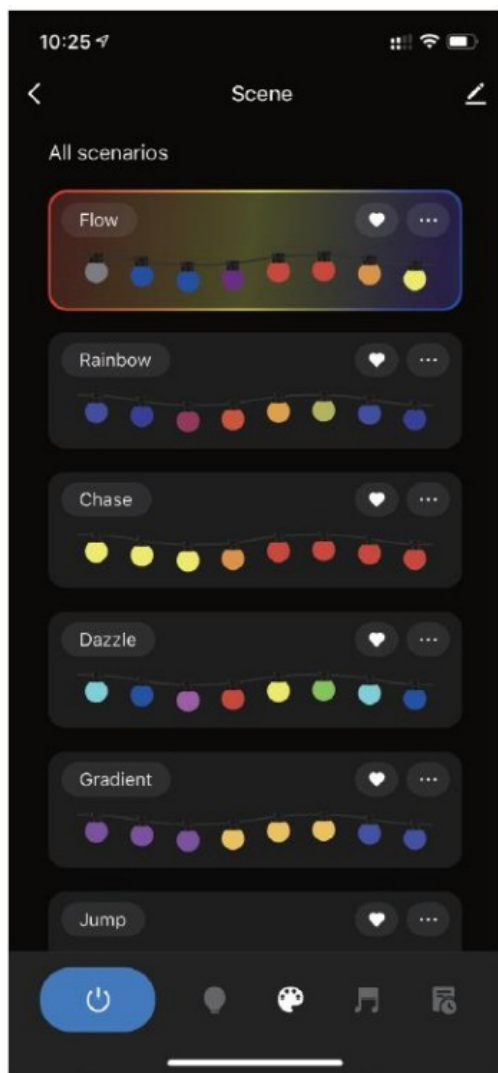 10:25
Scene
All scenarios
Flow
Rainbow
Chase
Dazzle
Gradient
Jump